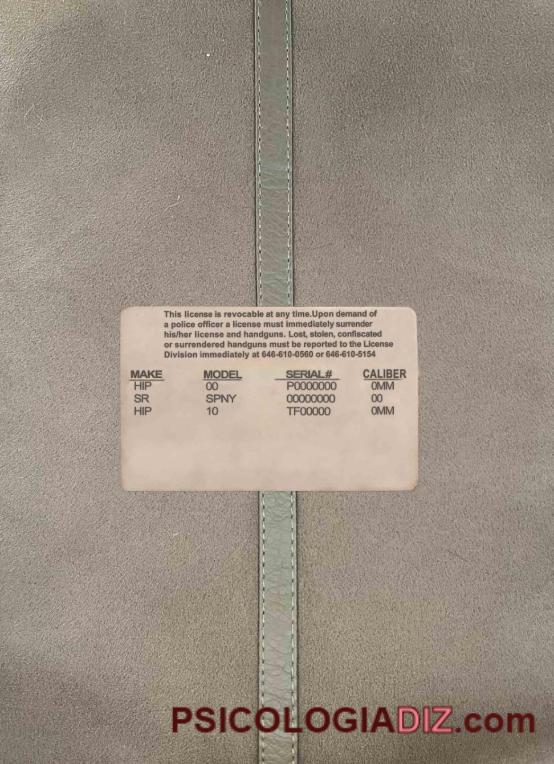 This license is revocable at any time.Upon demand of
a police officer a license must immediately surrender
his/her license and handguns. Lost, stolen, confiscated
or surrendered handguns must be reported to the License
Division immediately at 646-610-0560 or 646-610-5154
MAKE MODEL SERIAL# CALIBER
HIP 00 P0000000 0MM
SR SPNY 00000000 00
HIP 10 TF00000 0MM
PSICOLOGIADIZ.com